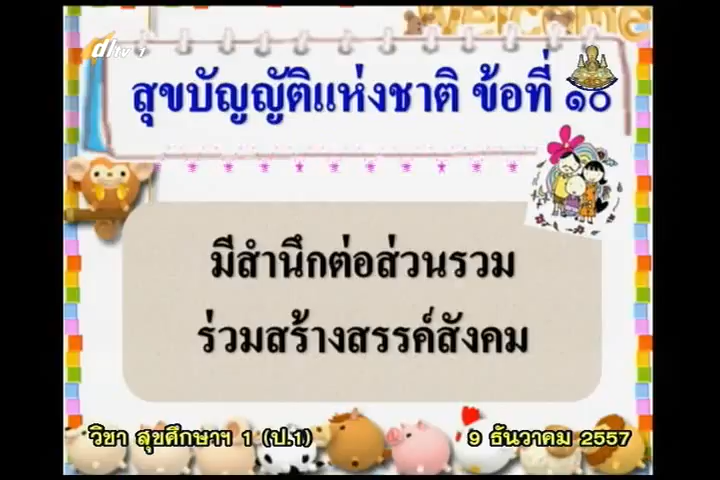 welcome
dltv 1
สุขบัญญัติแห่งชาติ ข้อที่ ๑๐
มีสำนึกต่อส่วนรวม
ร่วมสร้างสรรค์สังคม
วิชา สุขศึกษาฯ 1 (ป.1)
9 ธันวาคม 2557